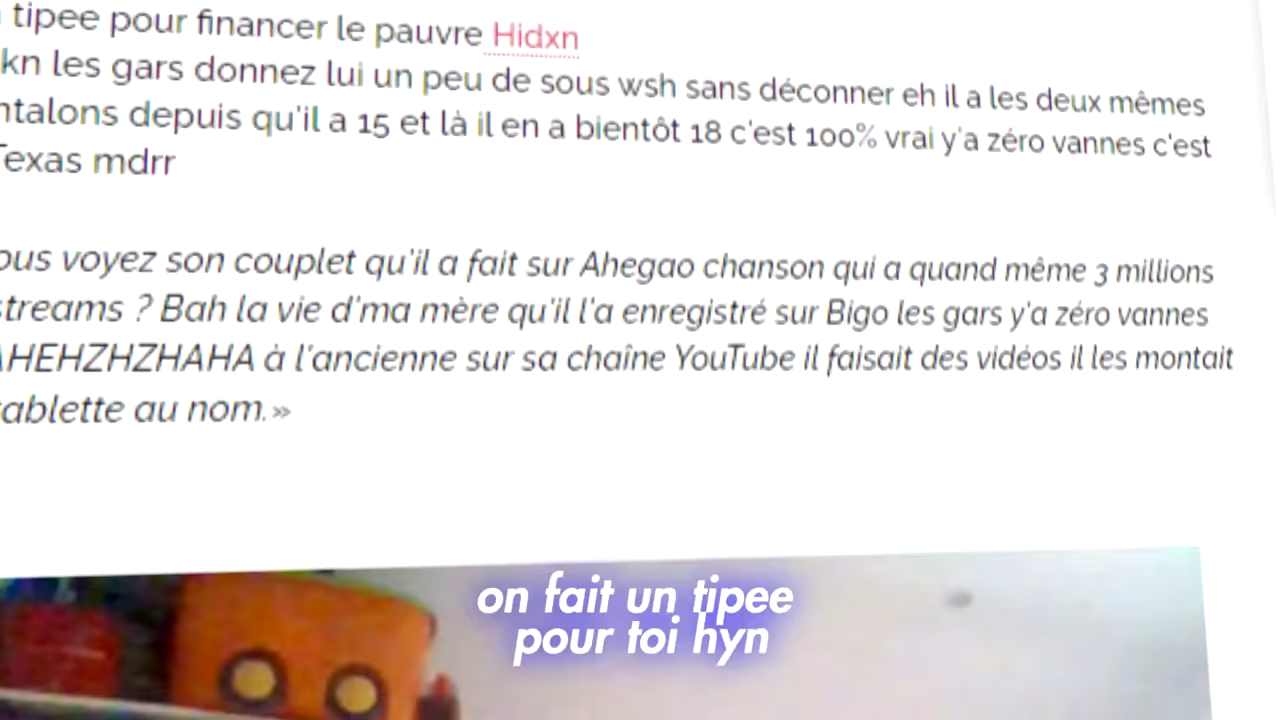 tipee pour financer le pauvre Hidxn
kn les gars donnez lui un peu de sous wsh sans déconner eh il a les deux mêmes
ntalons depuis qu'il a 15 et là il en a bientôt 18 c'est 100% vrai y'a zéro vannes c'est
Texas mdrr
ous voyez son couplet qu'il a fait sur Ahegao chanson qui a quand même 3 millions
streams ? Bah la vie d'ma mère qu'il l'a enregistré sur Bigo les gars y'a zéro vannes
AHEHZHZHAHA à l'ancienne sur sa chaîne YouTube il faisait des vidéos il les montait
tablette au nom. »
on fait un tipee
pour toi hyn